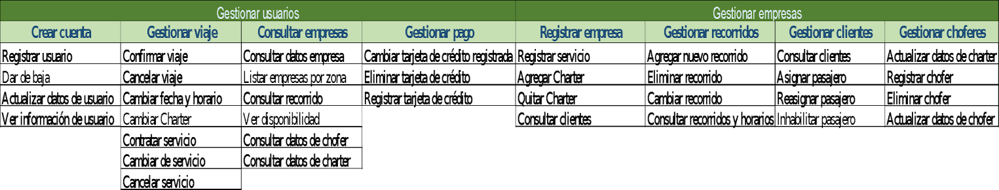 Gestionar usuarios Gestionar empresas
Crear cuenta Gestionar viaje Consultar empresas Gestionar pago Registrar empresa Gestionar recorridos Gestionar clientes Gestionar choferes
Registrar usuario Confirmar viaje Consultar datos empresa Cambiar tarjeta de crédito registrada Registrar servicio Agregar nuevo recorrido Consultar clientes Actualizar datos de charter
Dar de baja Cancelar viaje Listar empresas por zona Eliminar tarjeta de crédito Agregar Charter Eliminar recorrido Asignar pasajero Registrar chofer
Actualizar datos de usuario Cambiar fecha y horario Consultar recorrido Registrar tarjeta de crédito Quitar Charter Cambiar recorrido Reasignar pasajero Eliminar chofer
Ver información de usuario Cambiar Charter Ver disponibilidad Consultar clientes Consultar recorridos y horarios Inhabilitar pasajero Actualizar datos de chofer
Contratar servicio Consultar datos de chofer
Cambiar de servicio Consultar datos de charter
Cancelar servicio